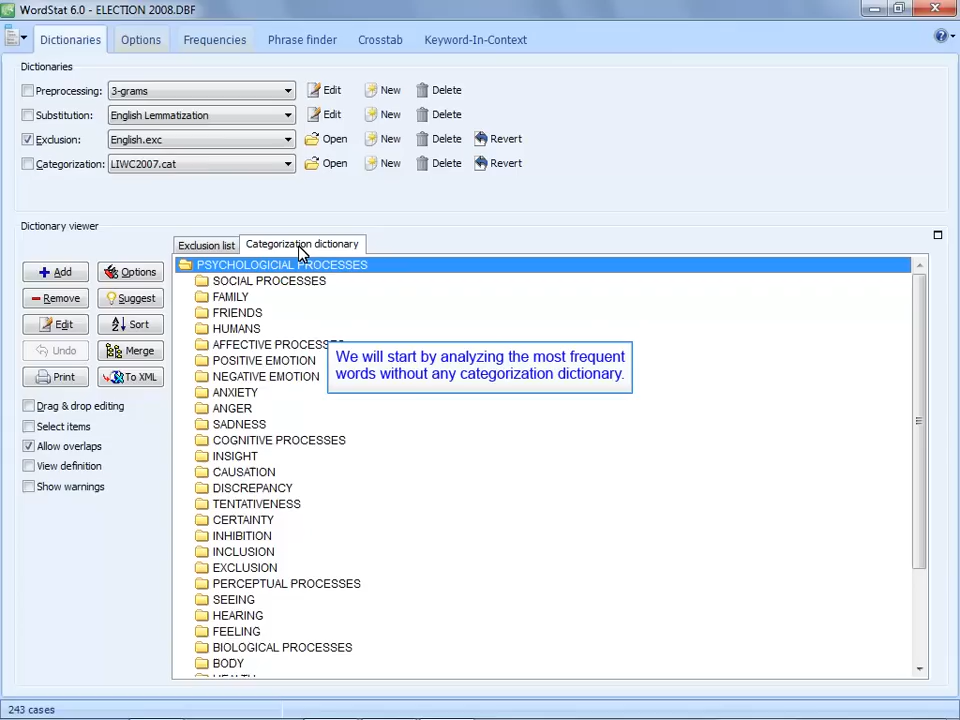 WordStat 6.0 - ELECTION 2008.DBF
Dictionaries Options Frequencies Phrase finder Crosstab Keyword-In-Context
Dictionaries
Preprocessing: 3-grams Edit New Delete
Substitution: English Lemmatization Edit New Delete
Exclusion: English.exc Open New Delete Revert
Categorization: LIWC2007.cat Open New Delete Revert
Dictionary viewer
Exclusion list Categorization dictionary
Add Options
Remove Suggest
Edit Sort
Undo Merge
Print To XML
Drag & drop editing
Select items
Allow overlaps
View definition
Show warnings
PSYCHOLOGICIAL PROCESSES
SOCIAL PROCESSES
FAMILY
FRIENDS
HUMANS
AFFECTIVE PROCESSES
POSITIVE EMOTION
NEGATIVE EMOTION
ANXIETY
ANGER
SADNESS
COGNITIVE PROCESSES
INSIGHT
CAUSATION
DISCREPANCY
TENTATIVENESS
CERTAINTY
INHIBITION
INCLUSION
EXCLUSION
PERCEPTUAL PROCESSES
SEEING
HEARING
FEELING
BIOLOGICAL PROCESSES
BODY
We will start by analyzing the most frequent
words without any categorization dictionary.
243 cases